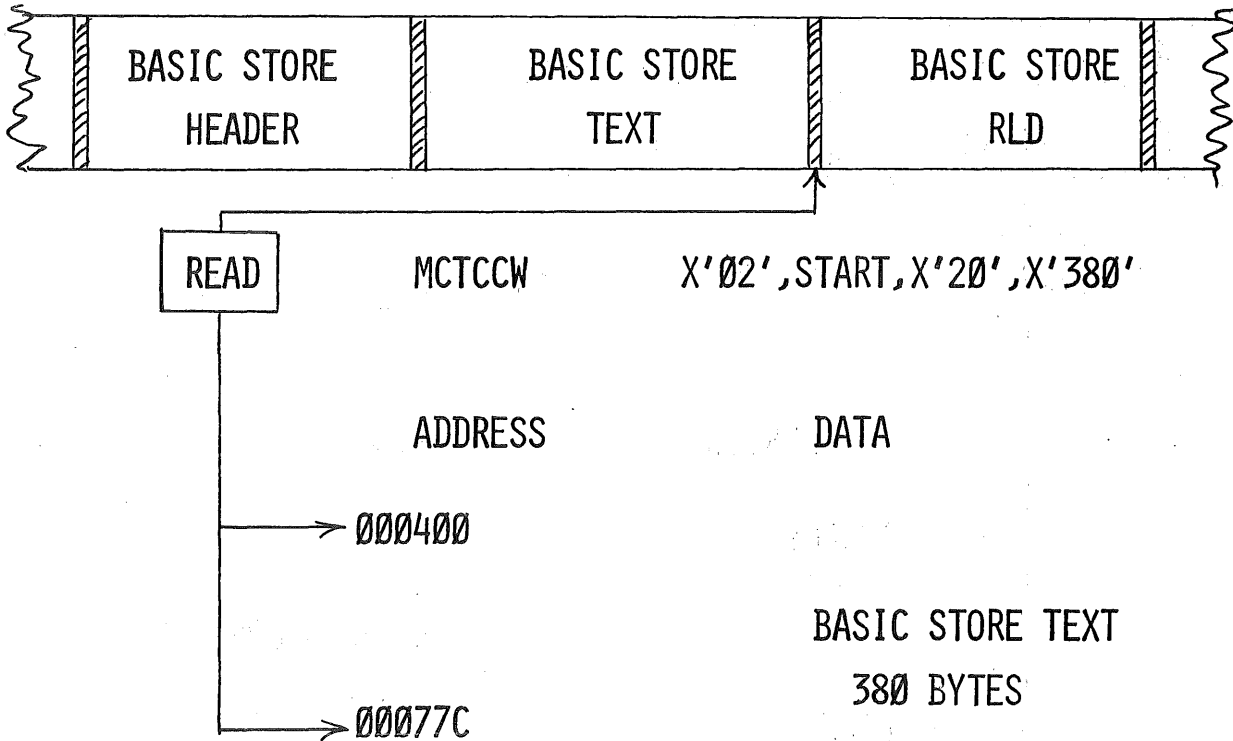 BASIC STORE HEADER
BASIC STORE TEXT
BASIC STORE RLD
READ MCTCCW X'Ø2',START,X'2Ø',X'38Ø'
ADDRESS DATA
ØØØ4ØØ
BASIC STORE TEXT
38Ø BYTES
ØØØ77C